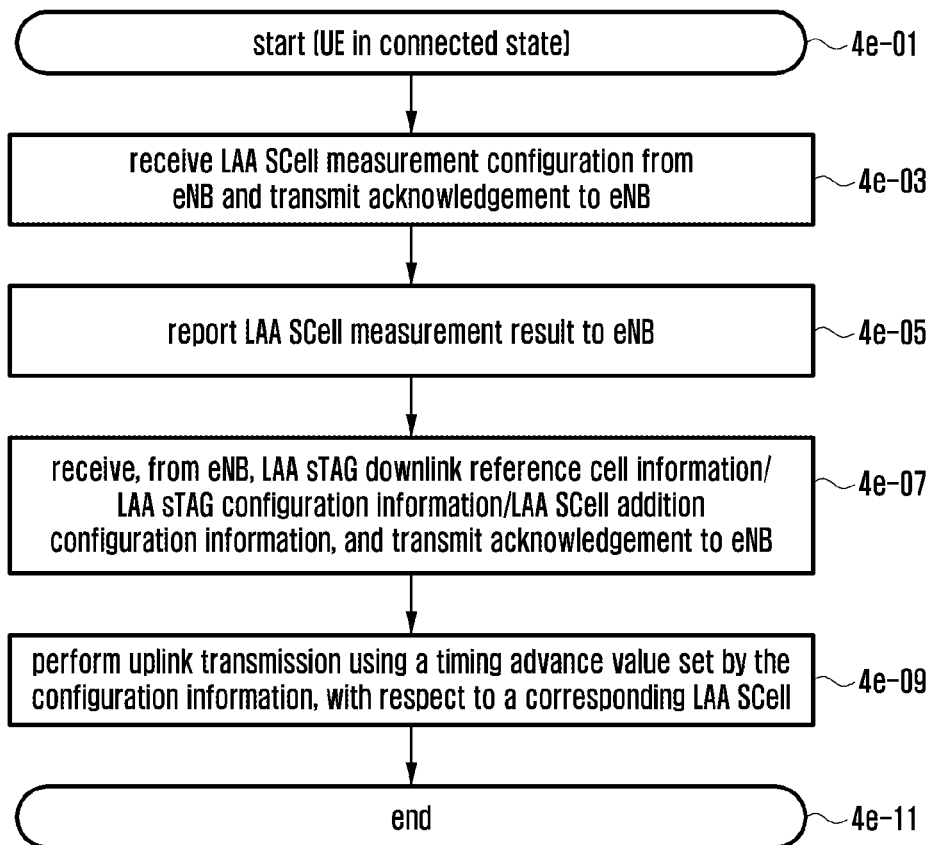 start (UE in connected state)
4e-01
receive LAA SCell measurement configuration from
eNB and transmit acknowledgement to eNB
4e-03
report LAA SCell measurement result to eNB
4e-05
receive, from eNB, LAA sTAG downlink reference cell information/
LAA sTAG configuration information/LAA SCell addition
configuration information, and transmit acknowledgement to eNB
4e-07
perform uplink transmission using a timing advance value set by the
configuration information, with respect to a corresponding LAA SCell
4e-09
end
4e-11